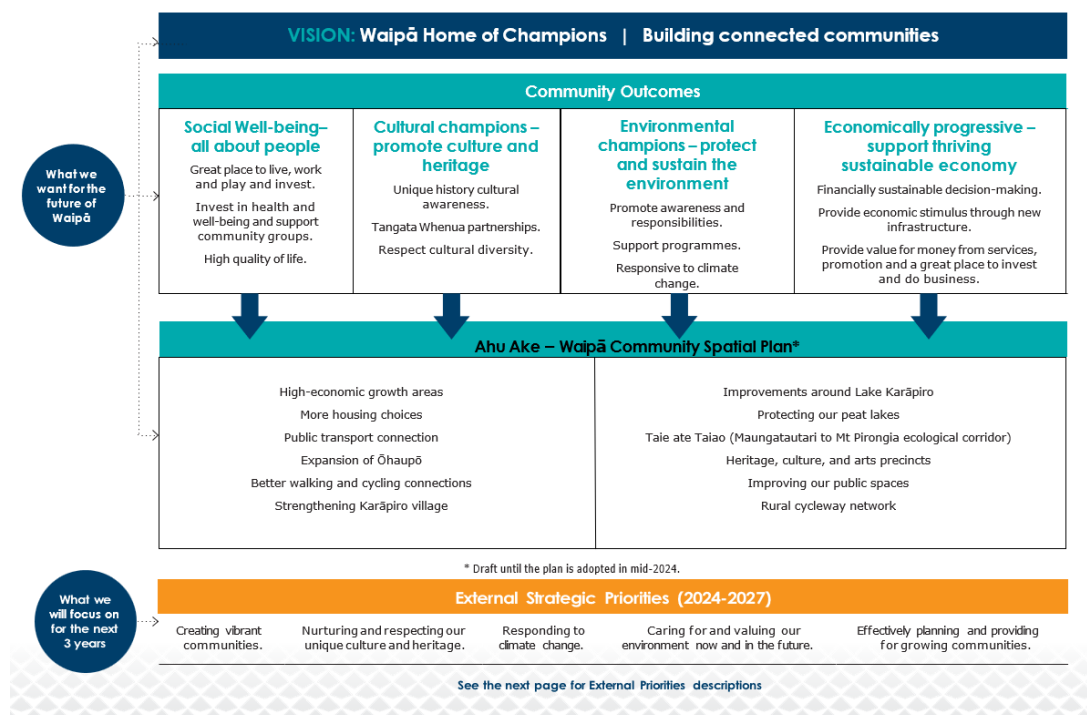 VISION: Waipā Home of Champions | Building connected communities
Community Outcomes
What we
want for the
future of
Waipā
Social Well-being–
all about people
Great place to live, work
and play and invest.
Invest in health and
well-being and support
community groups.
High quality of life.
Cultural champions –
promote culture and
heritage
Unique history cultural
awareness.
Tangata Whenua partnerships.
Respect cultural diversity.
Environmental
champions – protect
and sustain the
environment
Promote awareness and
responsibilities.
Support programmes.
Responsive to climate
change.
Economically progressive –
support thriving
sustainable economy
Financially sustainable decision-making.
Provide economic stimulus through new
infrastructure.
Provide value for money from services,
promotion and a great place to invest
and do business.
Ahu Ake – Waipā Community Spatial Plan*
High-economic growth areas
More housing choices
Public transport connection
Expansion of Ōhaupō
Better walking and cycling connections
Strengthening Karāpiro village
Improvements around Lake Karāpiro
Protecting our peat lakes
Taie ate Taiao (Maungatautari to Mt Pirongia ecological corridor)
Heritage, culture, and arts precincts
Improving our public spaces
Rural cycleway network
* Draft until the plan is adopted in mid-2024.
What we
will focus on
for the next
3 years
External Strategic Priorities (2024-2027)
Creating vibrant
communities.
Nurturing and respecting our
unique culture and heritage.
Responding to
climate change.
Caring for and valuing our
environment now and in the future.
Effectively planning and providing
for growing communities.
See the next page for External Priorities descriptions